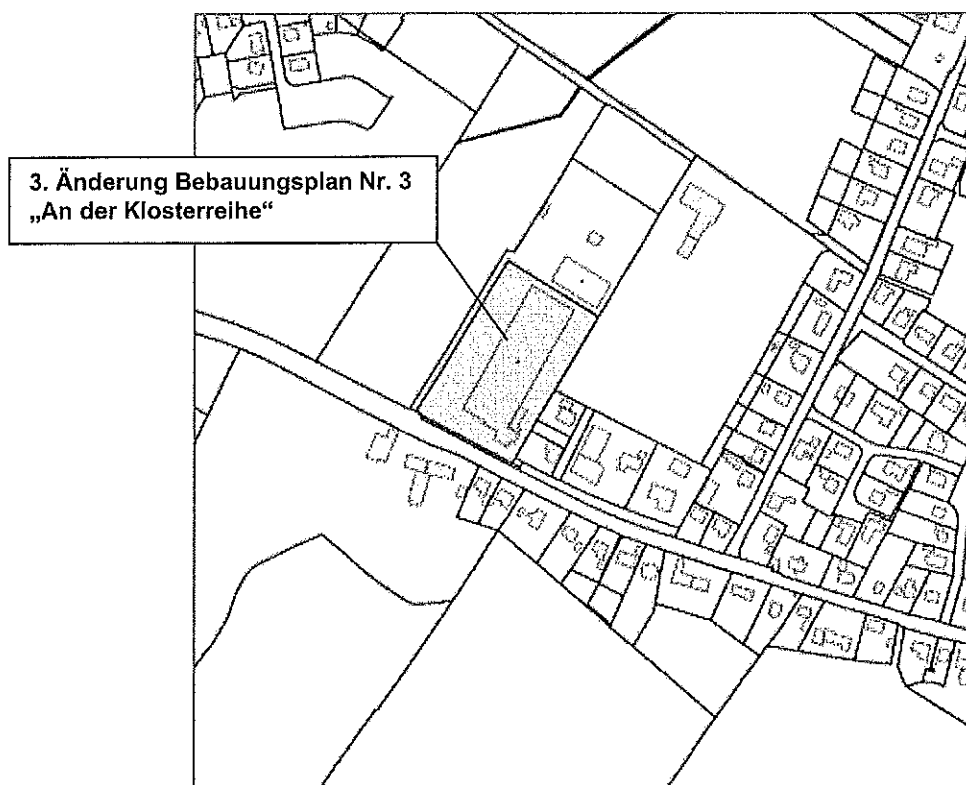 3. Änderung Bebauungsplan Nr. 3
„An der Klosterreihe“